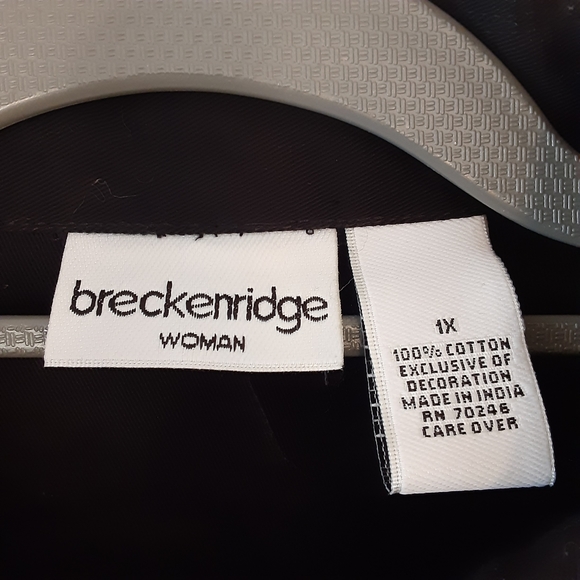 breckenridge
WOMAN
1X
100% COTTON
EXCLUSIVE OF
DECORATION
MADE IN INDIA
RN 70246
CARE OVER